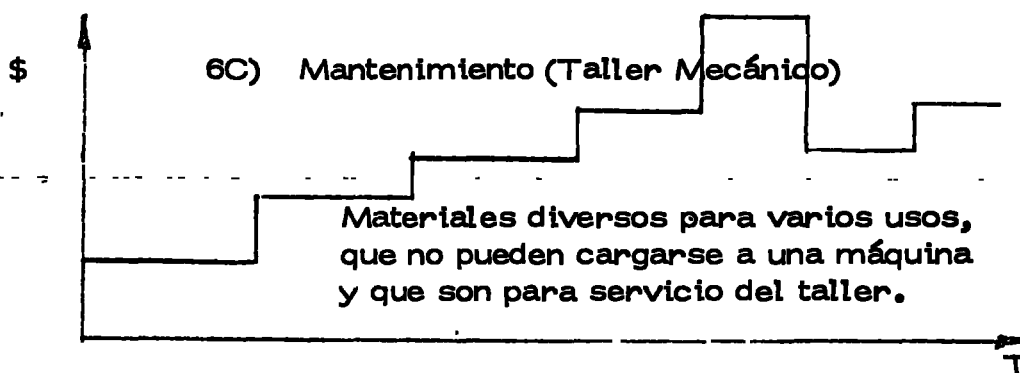 $ 6C) Mantenimiento (Taller Mecánico)
Materiales diversos para varios usos,
que no pueden cargarse a una máquina
y que son para servicio del taller.
T